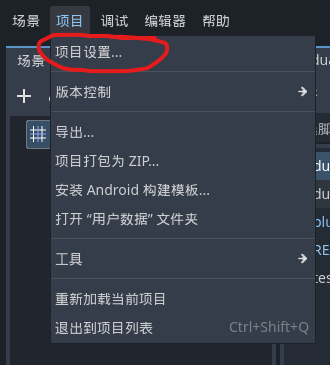 场景 项目 调试 编辑器 帮助
项目设置...
场景
版本控制
导出...
项目打包为 ZIP...
安装 Android 构建模板...
打开 “用户数据” 文件夹
工具
重新加载当前项目
退出到项目列表 Ctrl+Shift+Q